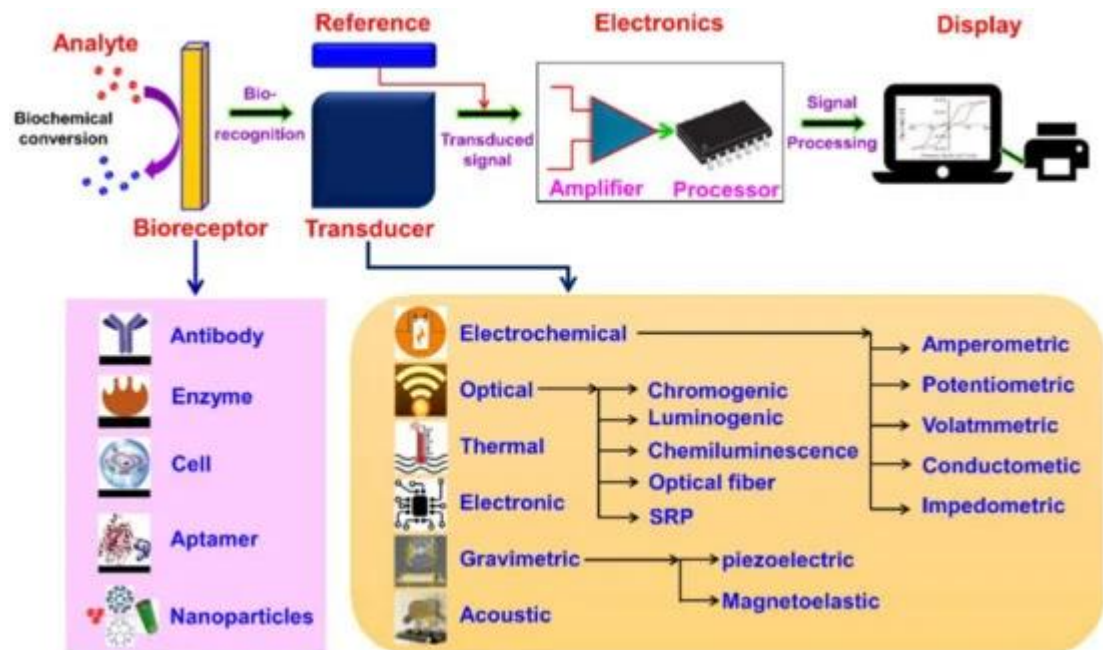 Analyte
Reference
Electronics
Display
Biochemical
conversion
Bio-
recognition
Transduced
signal
Signal
Processing
Amplifier
Processor
Bioreceptor
Transducer
Antibody
Enzyme
Cell
Aptamer
Nanoparticles
Electrochemical
Optical
Thermal
Electronic
Gravimetric
Acoustic
Chromogenic
Luminogenic
Chemiluminescence
Optical fiber
SRP
piezoelectric
Magnetoelastic
Amperometric
Potentiometric
Volatmmetric
Conductometic
Impedometric